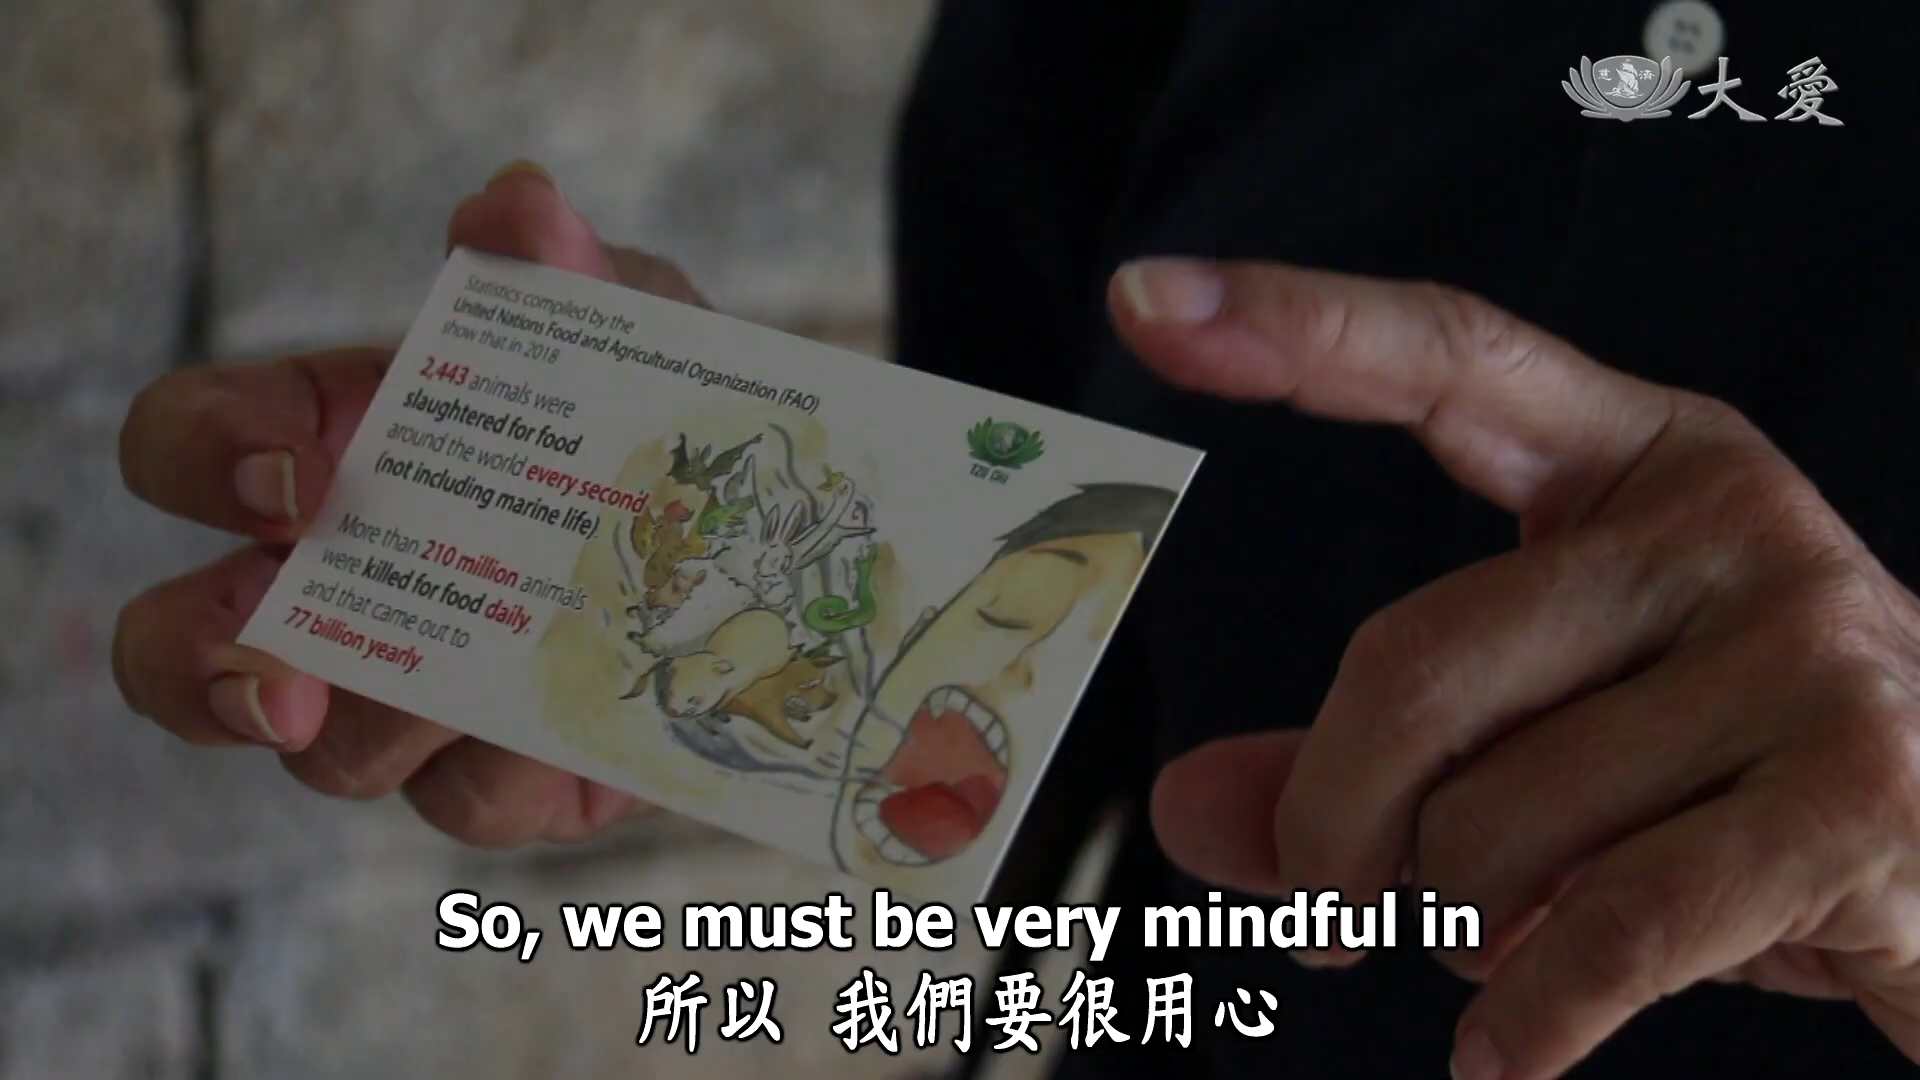 大愛
慈濟
Statistics compiled by the
United Nations Food and Agricultural Organization (FAO)
show that in 2018
2,443 animals were
slaughtered for food
around the world every second
(not including marine life).
More than 210 million animals
were killed for food daily,
and that came out to
77 billion yearly.
TZU CHI
So, we must be very mindful in
所以 我們要很用心